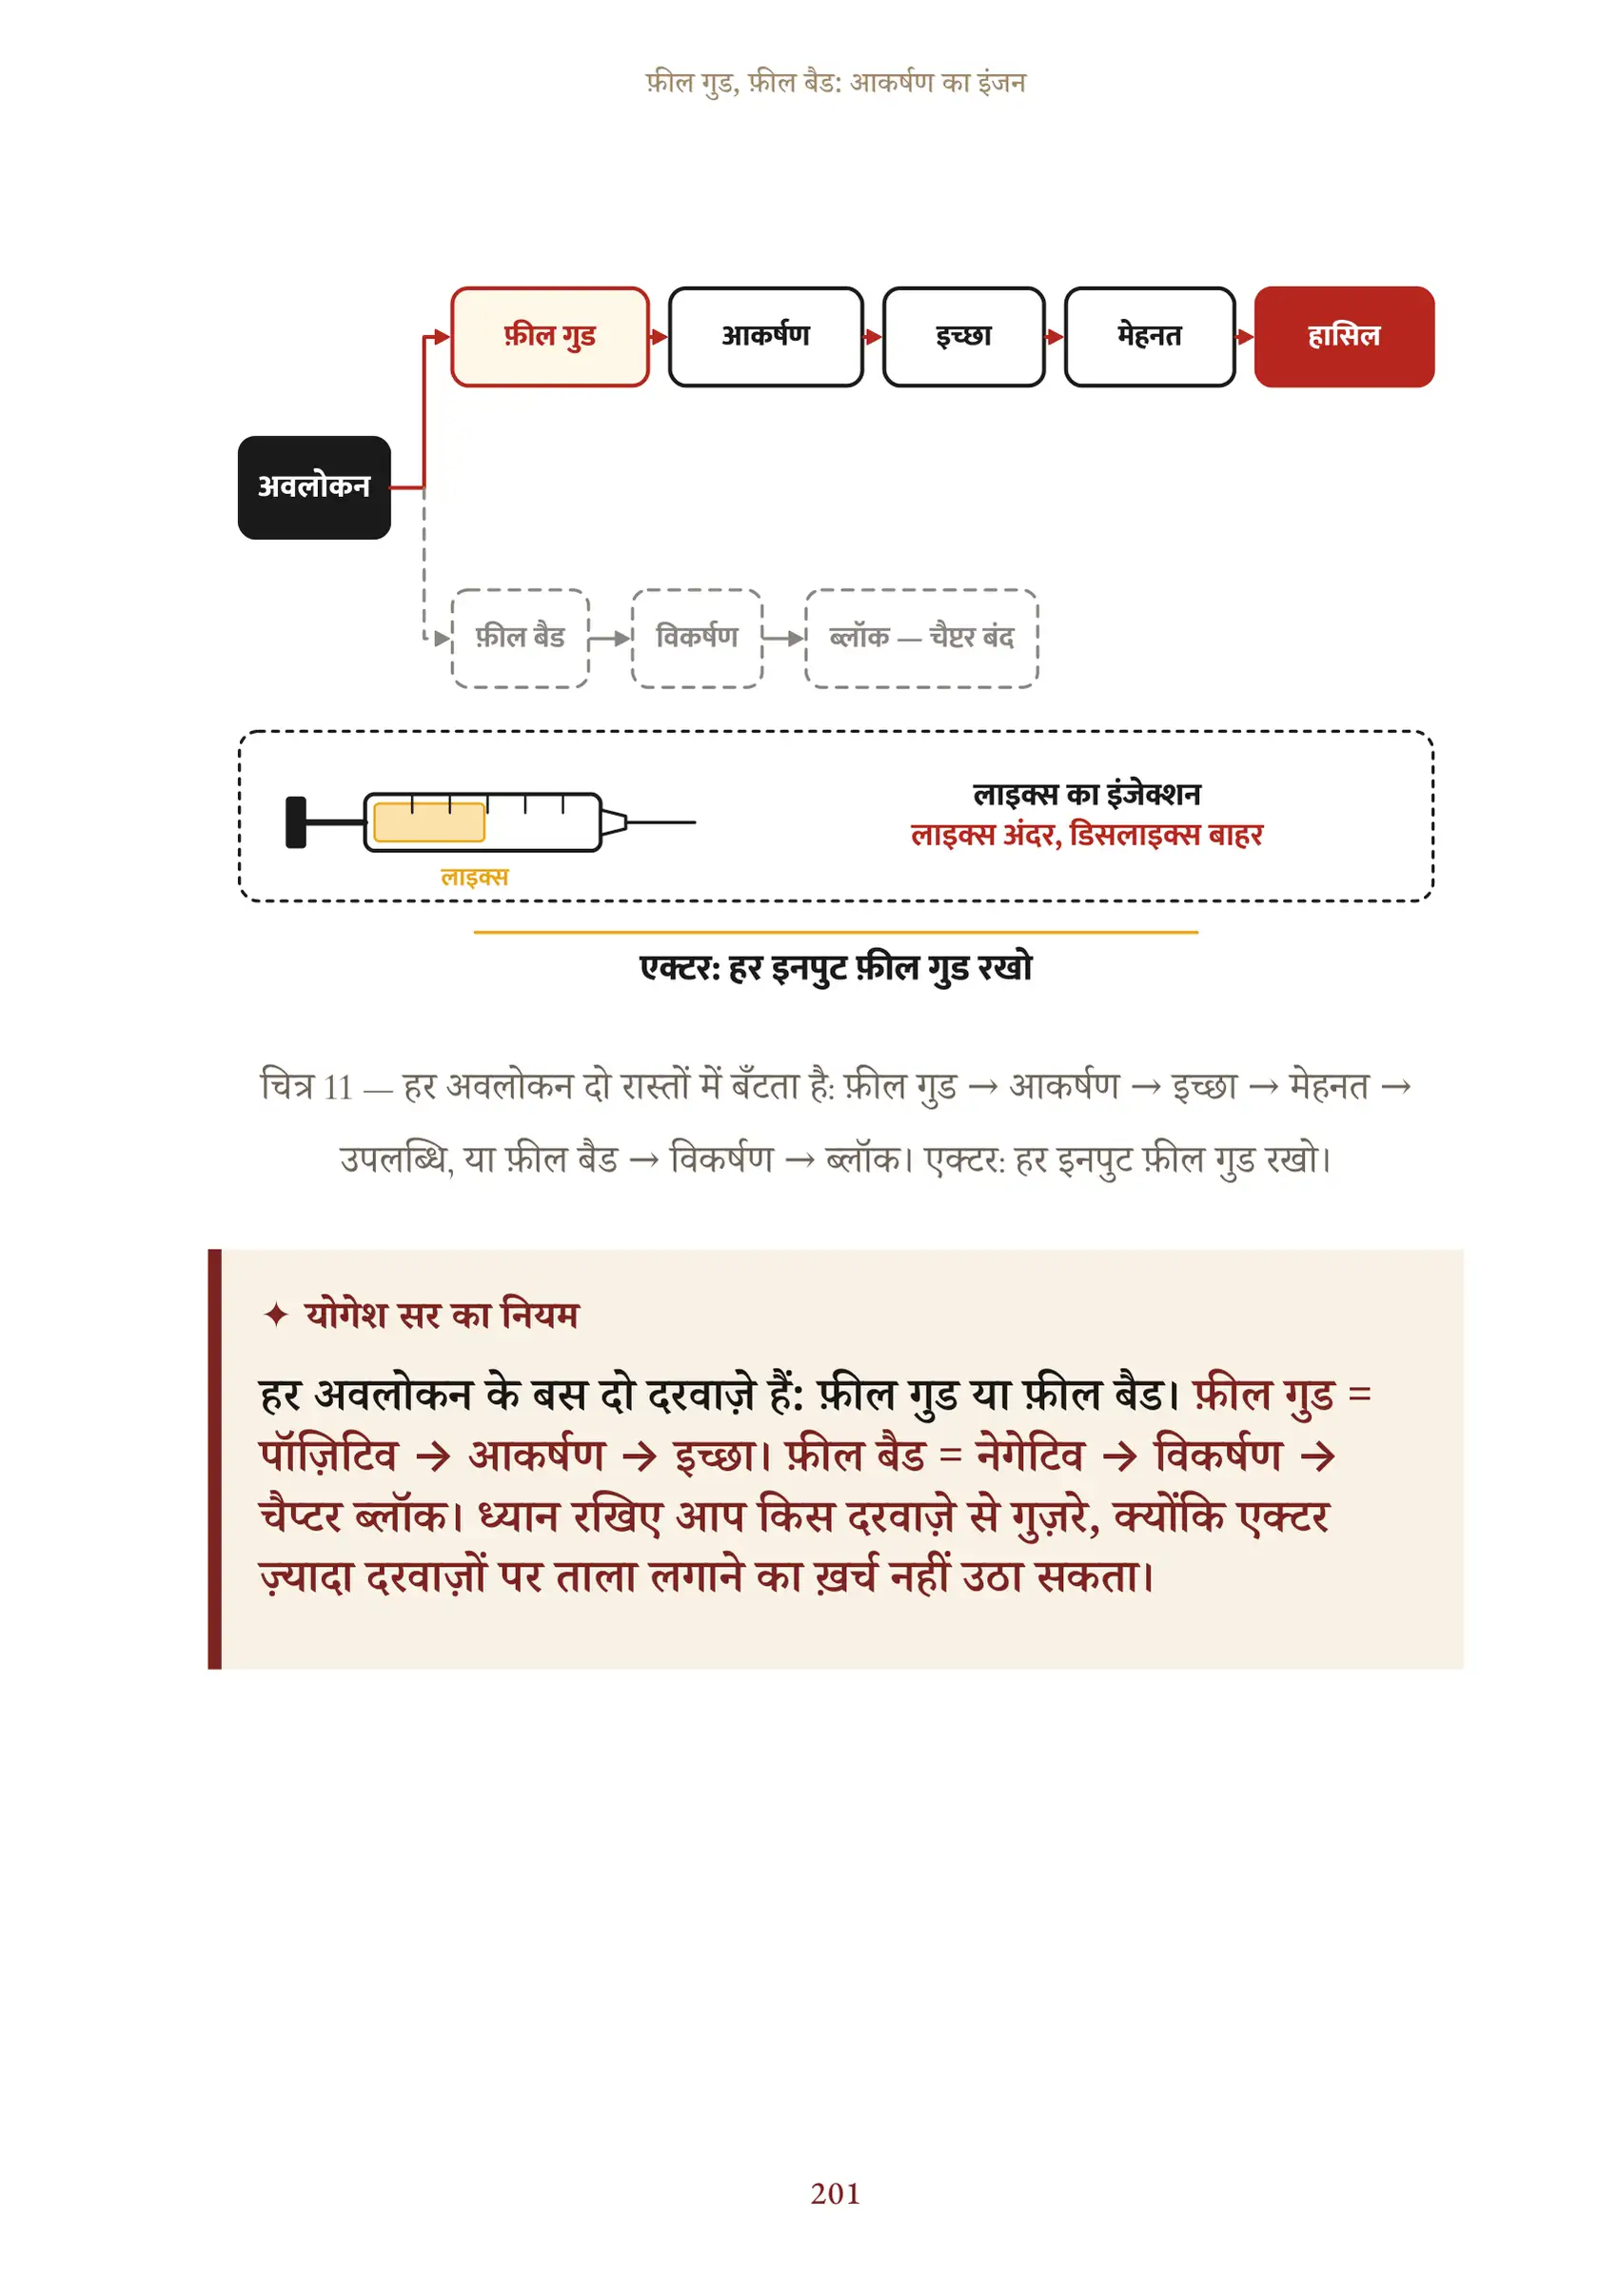 फ़ील गुड, फ़ील बैड: आकर्षण का इंजन
फ़ील गुड
आकर्षण
इच्छा
मेहनत
हासिल
अवलोकन
फ़ील बैड
विकर्षण
ब्लॉक — चैप्टर बंद
लाइक्स का इंजेक्शन
लाइक्स अंदर, डिसलाइक्स बाहर
लाइक्स
एक्टर: हर इनपुट फ़ील गुड रखो
चित्र 11 — हर अवलोकन दो रास्तों में बँटता है: फ़ील गुड → आकर्षण → इच्छा → मेहनत →
उपलब्धि, या फ़ील बैड → विकर्षण → ब्लॉक। एक्टर: हर इनपुट फ़ील गुड रखो।
✦ योगेश सर का नियम
हर अवलोकन के बस दो दरवाज़े हैं: फ़ील गुड या फ़ील बैड। फ़ील गुड =
पॉज़िटिव → आकर्षण → इच्छा। फ़ील बैड = नेगेटिव → विकर्षण →
चैप्टर ब्लॉक। ध्यान रखिए आप किस दरवाज़े से गुज़रे, क्योंकि एक्टर
ज़्यादा दरवाज़ों पर ताला लगाने का ख़र्च नहीं उठा सकता।
201